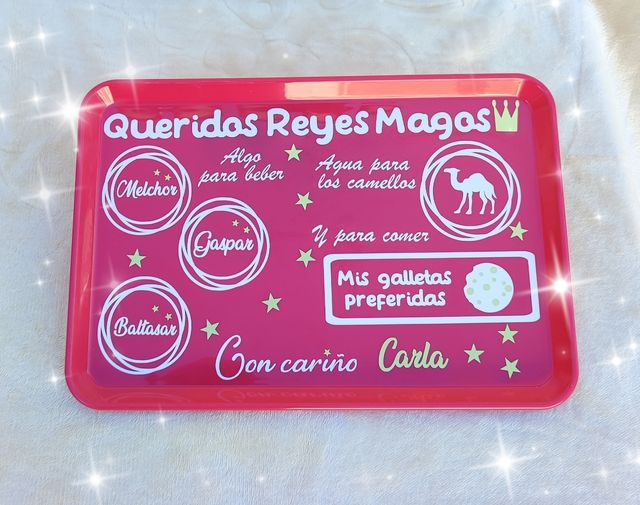 Queridos Reyes Magos
Melchor
Algo
para beber
Agua para
los camellos
Gaspar
Y para comer
Mis galletas
preferidas
Baltasar
Con cariño Carla